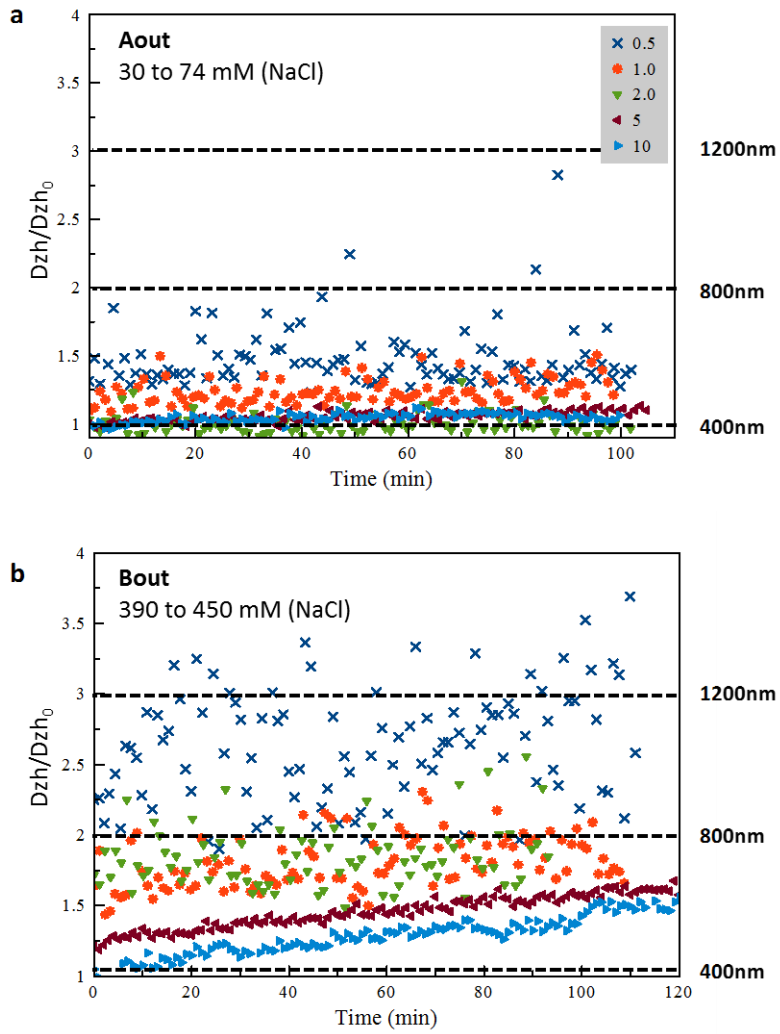 a
Aout
30 to 74 mM (NaCl)
4
3.5
3
2.5
2
1.5
1
Dzh/Dzh₀
0
20
40
60
80
100
Time (min)
0.5
1.0
2.0
5
10
1200nm
800nm
400nm
b
Bout
390 to 450 mM (NaCl)
4
3.5
3
2.5
2
1.5
1
Dzh/Dzh₀
0
20
40
60
80
100
120
Time (min)
1200nm
800nm
400nm